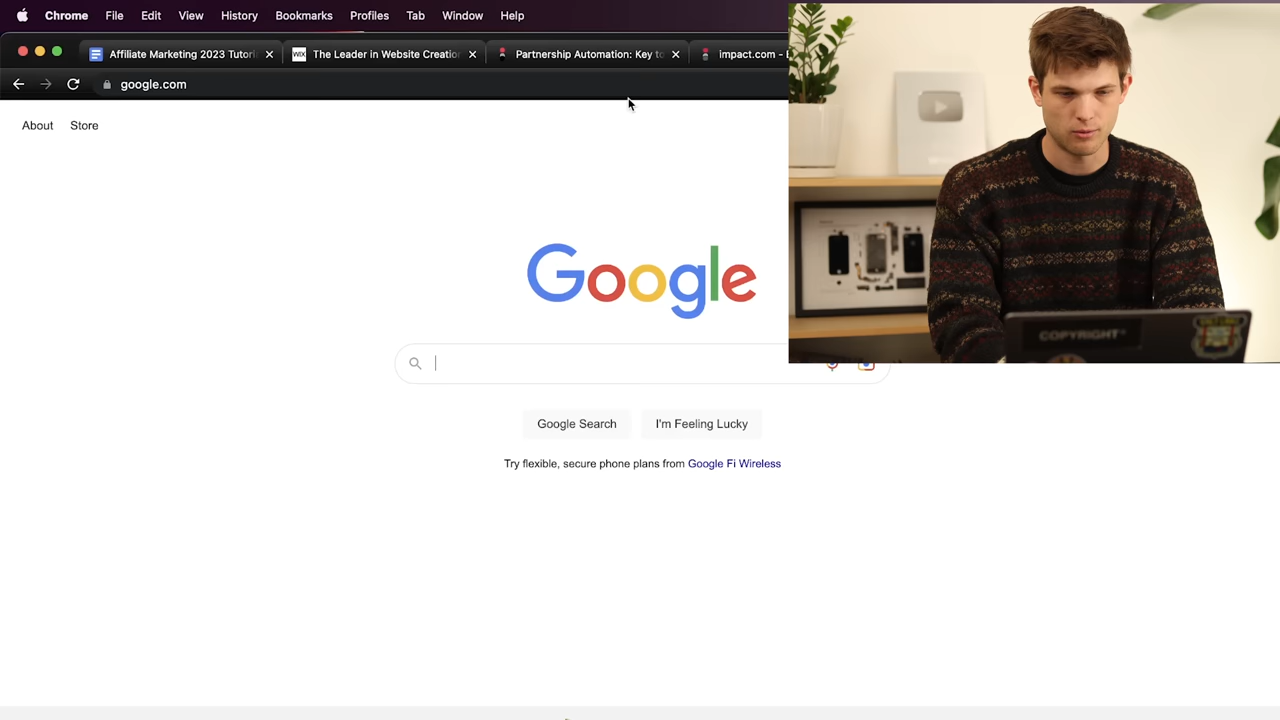 Chrome File Edit View History Bookmarks Profiles Tab Window Help
Affiliate Marketing 2023 Tutori
WIX The Leader in Website Creation
Partnership Automation: Key to
impact.com - E
google.com
About Store
Google
Google Search I'm Feeling Lucky
Try flexible, secure phone plans from Google Fi Wireless
COPYRIGHT